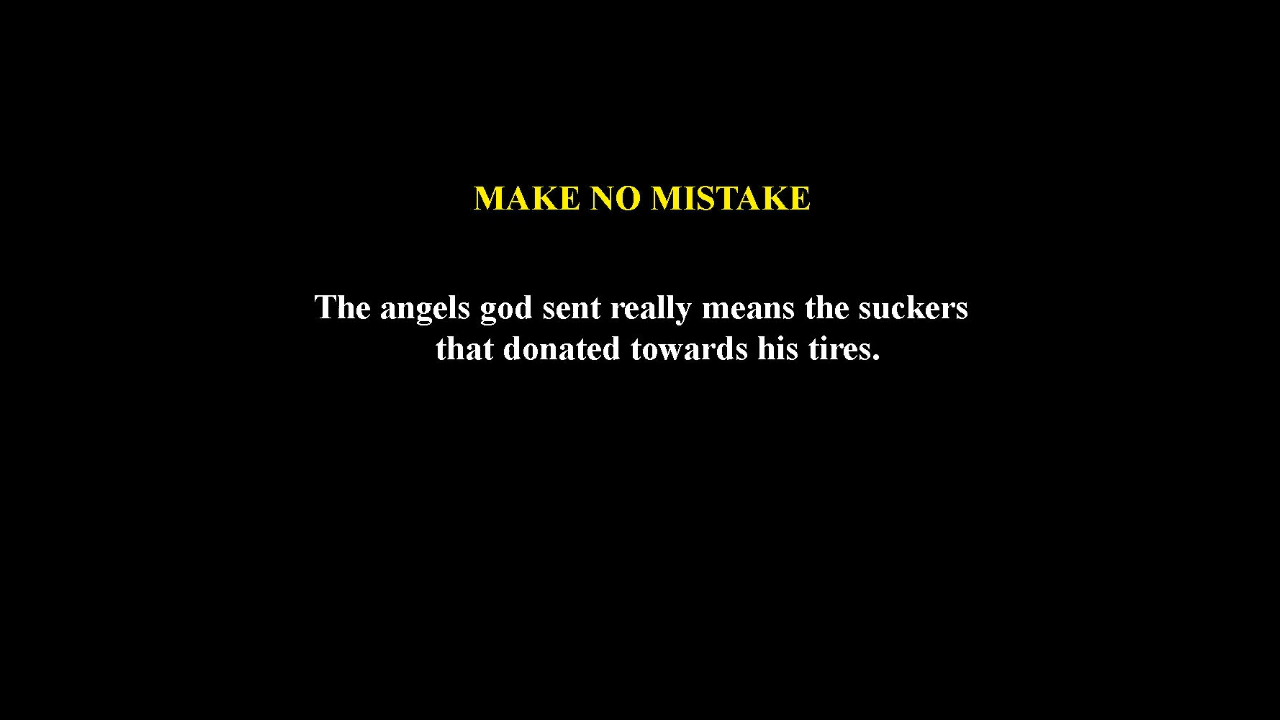 MAKE NO MISTAKE
The angels god sent really means the suckers
that donated towards his tires.